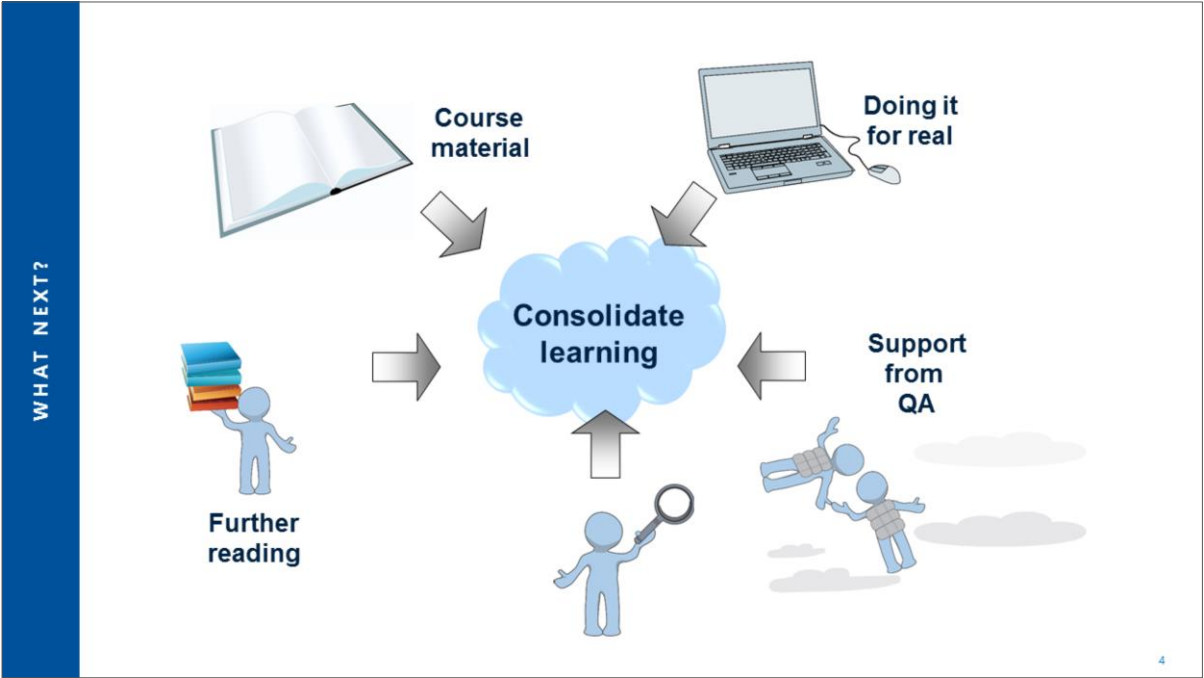 WHAT NEXT?
Course
material
Doing it
for real
Consolidate
learning
Support
from
QA
Further
reading
4